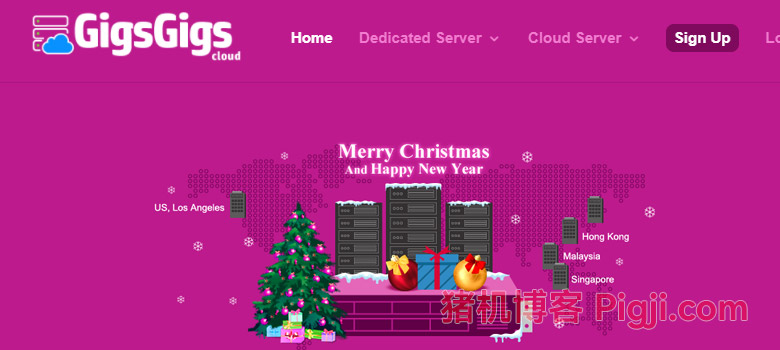 GigsGigs
cloud
Home Dedicated Server Cloud Server Sign Up Lo
Merry Christmas
And Happy New Year
US, Los Angeles
Hong Kong
Malaysia
Singapore
猪机博客 Pigji.com